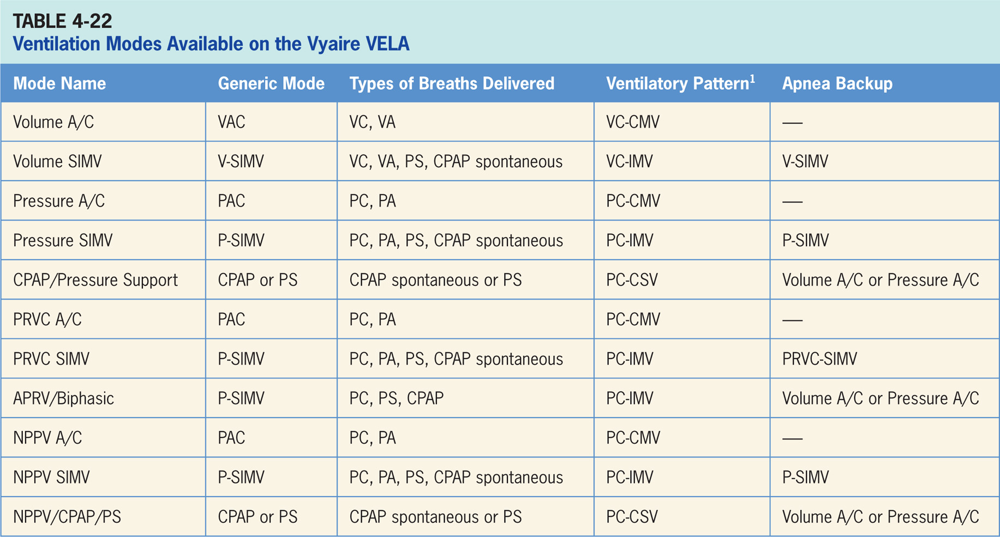 TABLE 4-22
Ventilation Modes Available on the Vyaire VELA
Mode Name Generic Mode Types of Breaths Delivered Ventilatory Pattern1 Apnea Backup
Volume A/C VAC VC, VA VC-CMV —
Volume SIMV V-SIMV VC, VA, PS, CPAP spontaneous VC-IMV V-SIMV
Pressure A/C PAC PC, PA PC-CMV —
Pressure SIMV P-SIMV PC, PA, PS, CPAP spontaneous PC-IMV P-SIMV
CPAP/Pressure Support CPAP or PS CPAP spontaneous or PS PC-CSV Volume A/C or Pressure A/C
PRVC A/C PAC PC, PA PC-CMV —
PRVC SIMV P-SIMV PC, PA, PS, CPAP spontaneous PC-IMV PRVC-SIMV
APRV/Biphasic P-SIMV PC, PS, CPAP PC-IMV Volume A/C or Pressure A/C
NPPV A/C PAC PC, PA PC-CMV —
NPPV SIMV P-SIMV PC, PA, PS, CPAP spontaneous PC-IMV P-SIMV
NPPV/CPAP/PS CPAP or PS CPAP spontaneous or PS PC-CSV Volume A/C or Pressure A/C